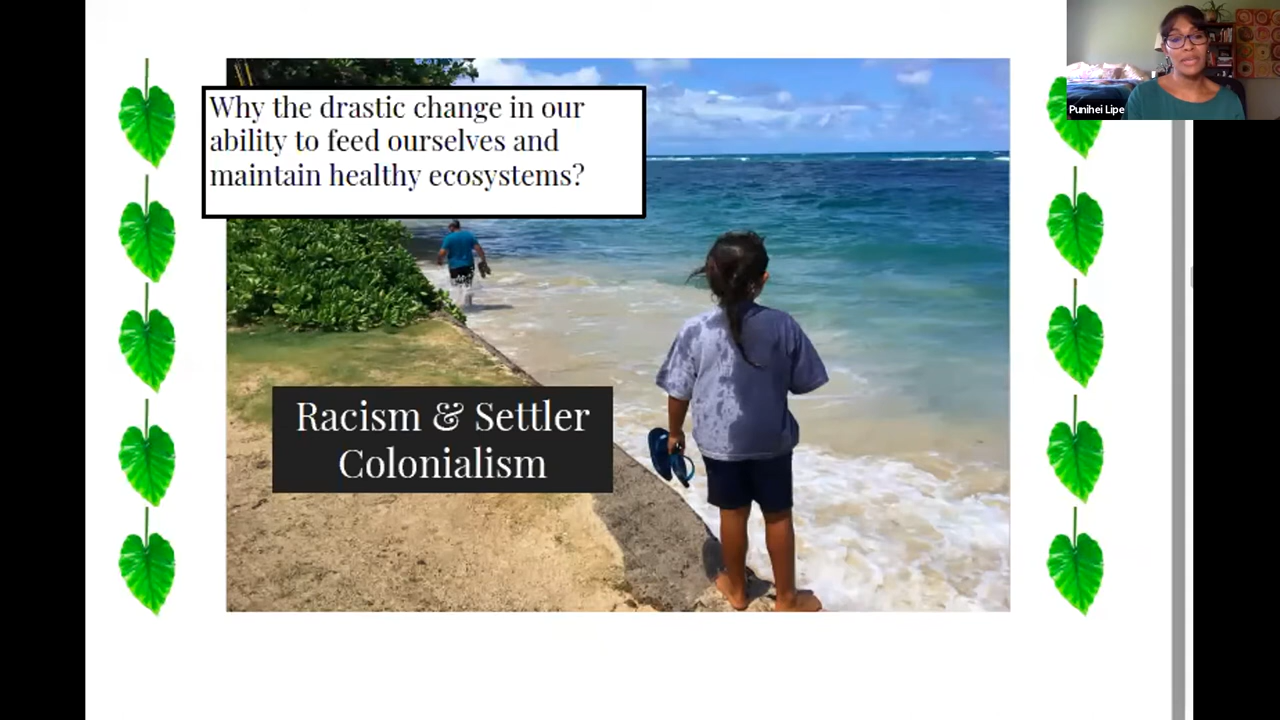 Why the drastic change in our
ability to feed ourselves and
maintain healthy ecosystems?
Racism & Settler
Colonialism
Punihei Lipe